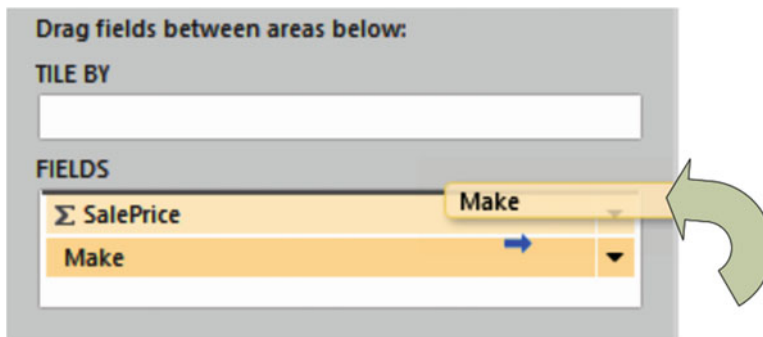 Drag fields between areas below:
TILE BY
FIELDS
Σ SalePrice
Make
Make